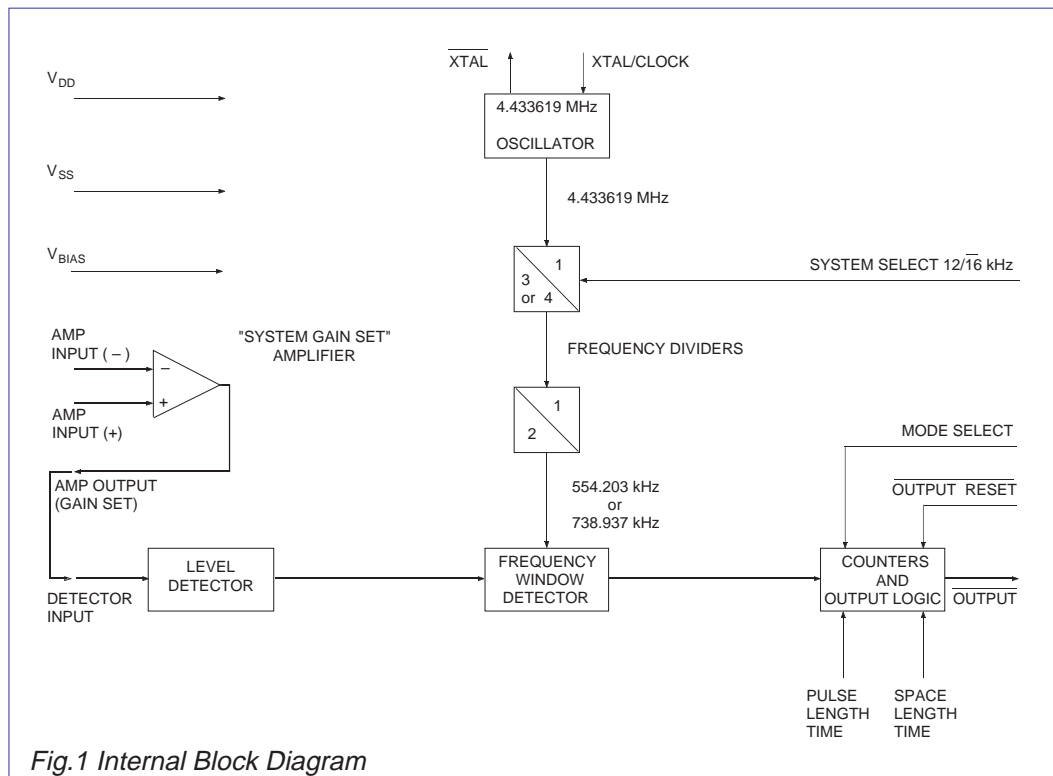 XTAL
XTAL/CLOCK
VDD
4.433619 MHz
OSCILLATOR
VSS
4.433619 MHz
VBIAS
1
3
or 4
SYSTEM SELECT 12/16 kHz
AMP
INPUT ( – )
"SYSTEM GAIN SET"
AMPLIFIER
FREQUENCY DIVIDERS
–
+
AMP
INPUT (+)
1
2
MODE SELECT
AMP OUTPUT
(GAIN SET)
554.203 kHz
or
738.937 kHz
OUTPUT RESET
LEVEL
DETECTOR
FREQUENCY
WINDOW
DETECTOR
COUNTERS
AND
OUTPUT LOGIC
DETECTOR
INPUT
OUTPUT
PULSE
LENGTH
TIME
SPACE
LENGTH
TIME
Fig.1 Internal Block Diagram